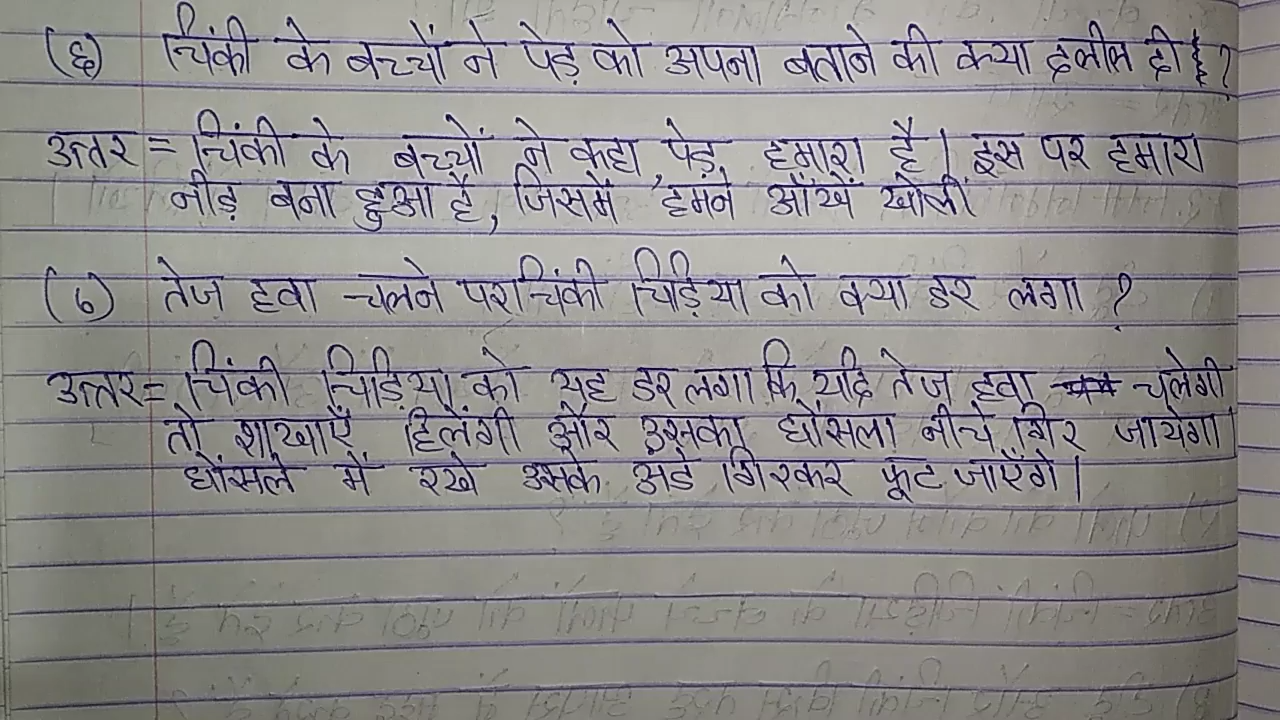 (६) चिंकी के बच्चों ने पेड़ को अपना बताने की क्या दलील दी ?
उत्तर = चिंकी के बच्चों ने कहा, पेड़ हमारा है। इस पर हमारा
नीड़ बना हुआ है, जिसमें हमने आँखें खोलीं
(७) तेज हवा चलने पर चिंकी चिड़िया को क्या डर लगा ?
उत्तर = चिंकी चिड़िया को यह डर लगा कि यदि तेज हवा चलेगी
तो शाखाएँ हिलेंगी और उसका घोंसला नीचे गिर जायेगा।
घोंसले में रखे उसके अंडे गिरकर फूट जाएँगे।